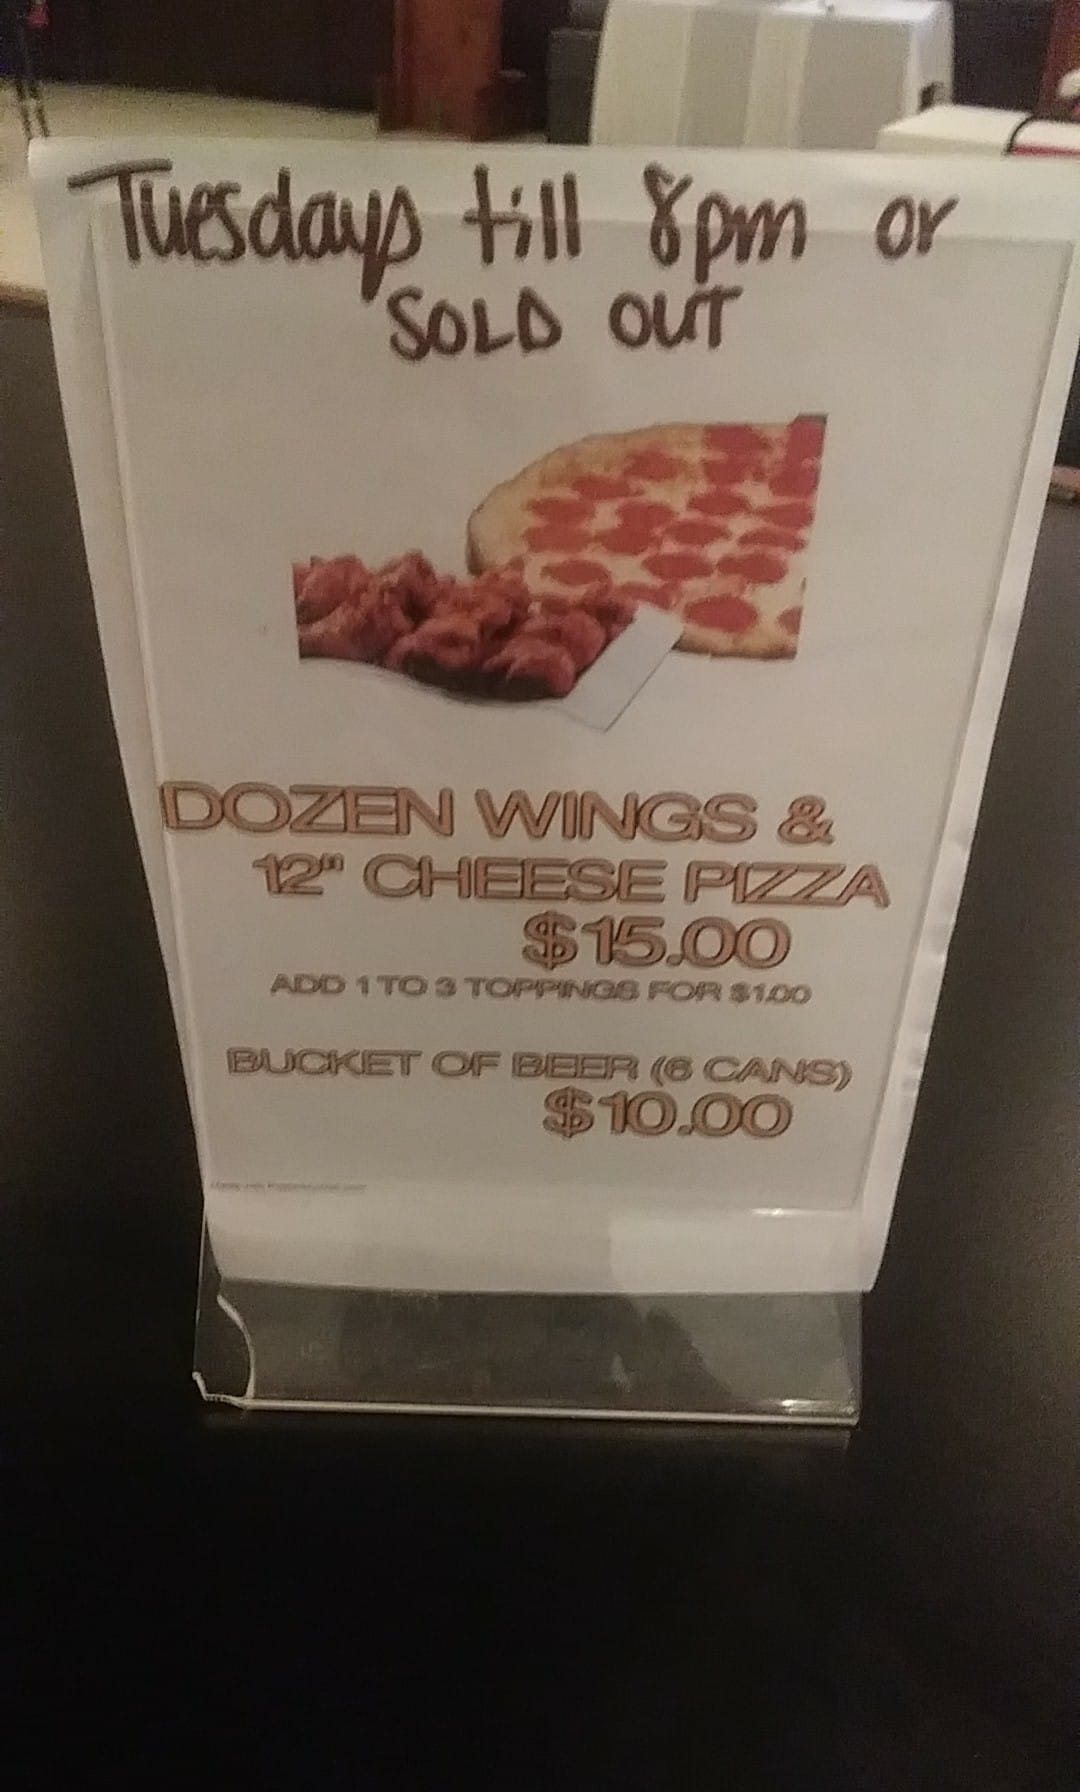 Tuesdays till 8pm or
SOLD OUT
DOZEN WINGS &
12" CHEESE PIZZA
$15.00
ADD 1 TO 3 TOPPINGS FOR $1.00
BUCKET OF BEER (6 CANS)
$10.00